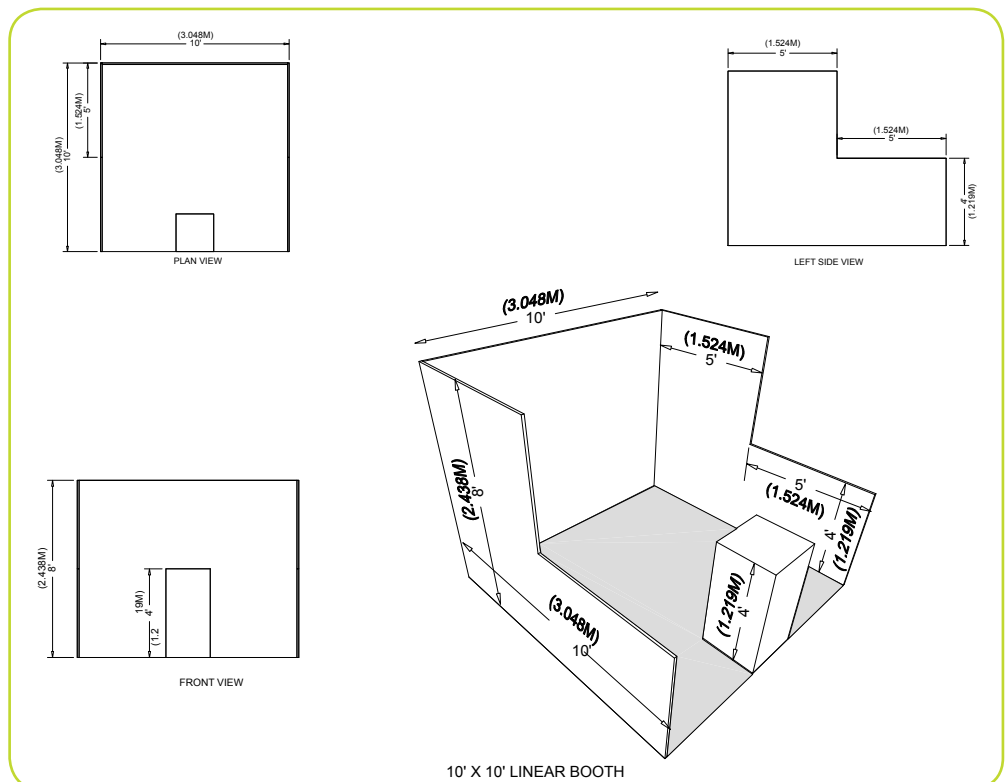 (3.048M)
10'
(1.524M)
5'
(3.048M)
10'
PLAN VIEW
(1.524M)
5'
(1.524M)
5'
4'
(1.219M)
LEFT SIDE VIEW
(3.048M)
10'
(1.524M)
5'
(2.438M)
8'
5'
(1.524M)
4'
(1.219M)
(1.219M)
4'
(3.048M)
10'
(2.438M)
8'
19M)
4'
(1.2
FRONT VIEW
10' X 10' LINEAR BOOTH